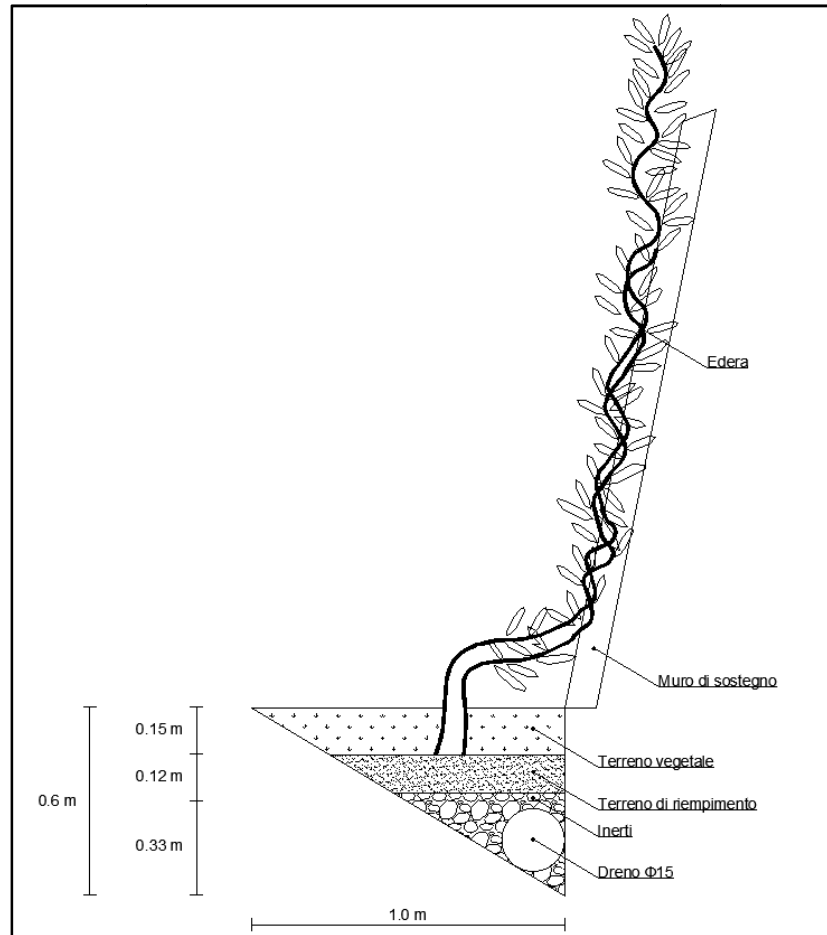 Edera
Muro di sostegno
0.15 m
Terreno vegetale
0.12 m
0.6 m
Terreno di riempimento
Inerti
0.33 m
Dreno Φ15
1.0 m